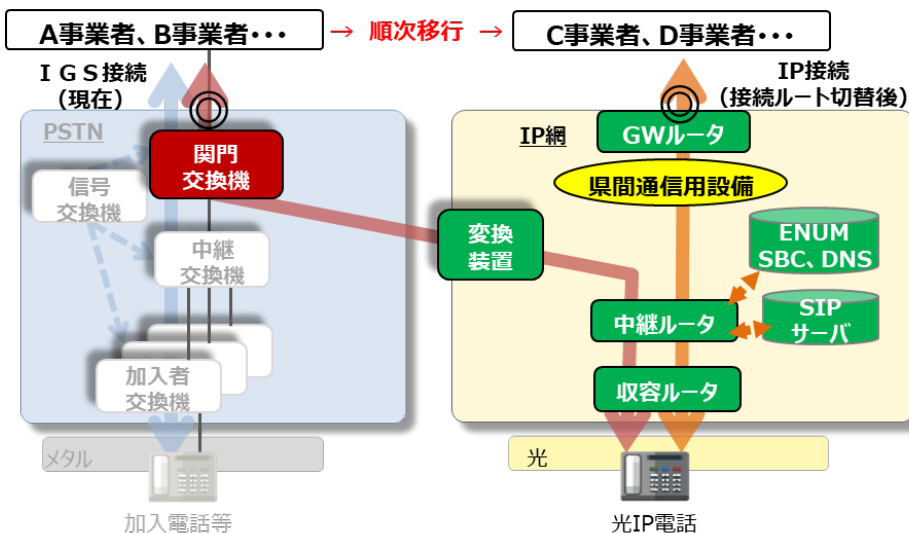 A事業者、B事業者・・・
→ 順次移行 →
C事業者、D事業者・・・
ＩＧＳ接続
（現在）
IP接続
（接続ルート切替後）
PSTN
関門
交換機
信号
交換機
中継
交換機
加入者
交換機
変換
装置
IP網
GWルータ
県間通信用設備
ENUM
SBC、DNS
中継ルータ
SIP
サーバ
収容ルータ
メタル
光
加入電話等
光IP電話